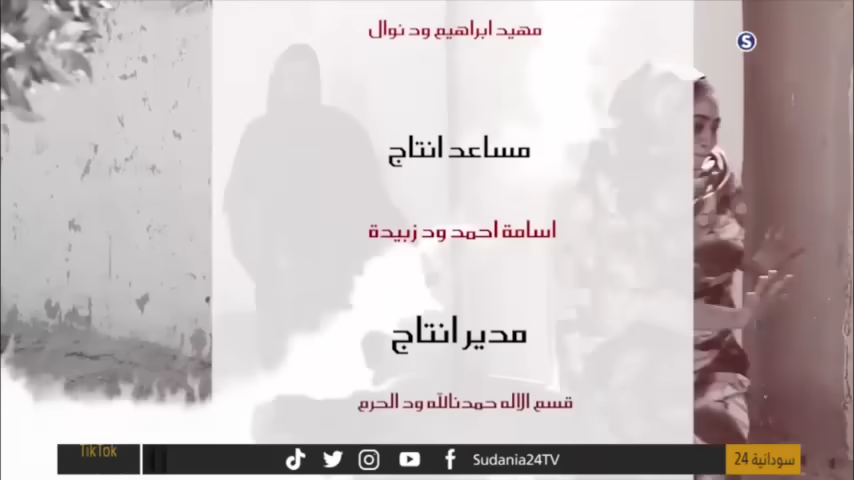 مهيد ابراهيم ود نوال
مساعد انتاج
اسامة احمد ود زبيدة
مدير انتاج
قسم الاله حمدنالله ود الحرم
TikTok
Sudania24TV
سودانية 24
S